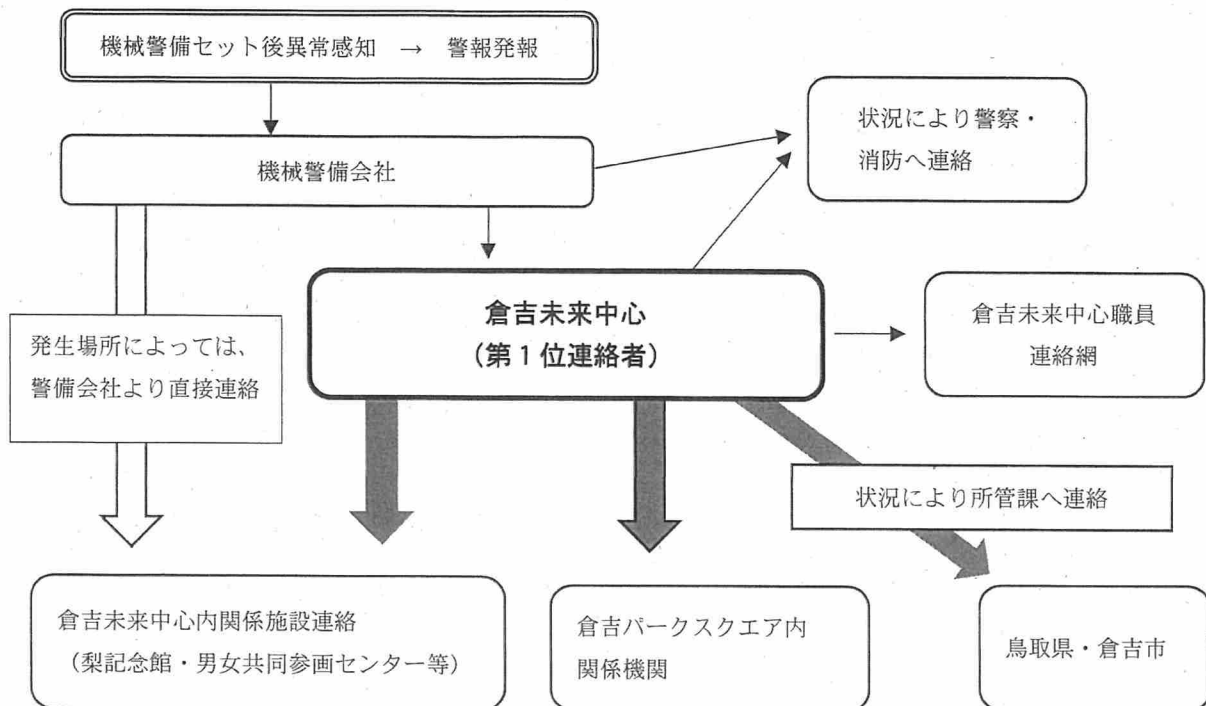 機械警備セット後異常感知 → 警報発報
機械警備会社
状況により警察・
消防へ連絡
倉吉未来中心
（第１位連絡者）
倉吉未来中心職員
連絡網
発生場所によっては、
警備会社より直接連絡
状況により所管課へ連絡
倉吉未来中心内関係施設連絡
（梨記念館・男女共同参画センター等）
倉吉パークスクエア内
関係機関
鳥取県・倉吉市